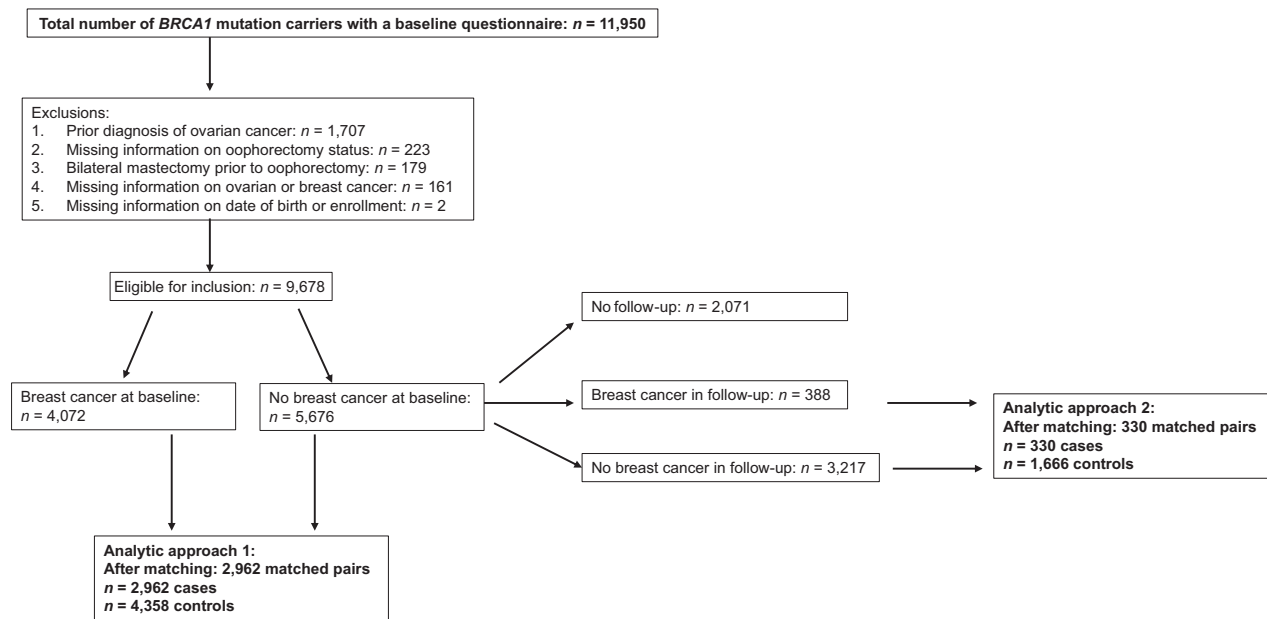 Total number of BRCA1 mutation carriers with a baseline questionnaire: n = 11,950
Exclusions:
1. Prior diagnosis of ovarian cancer: n = 1,707
2. Missing information on oophorectomy status: n = 223
3. Bilateral mastectomy prior to oophorectomy: n = 179
4. Missing information on ovarian or breast cancer: n = 161
5. Missing information on date of birth or enrollment: n = 2
Eligible for inclusion: n = 9,678
No follow-up: n = 2,071
Breast cancer at baseline:
n = 4,072
No breast cancer at baseline:
n = 5,676
Breast cancer in follow-up: n = 388
No breast cancer in follow-up: n = 3,217
Analytic approach 2:
After matching: 330 matched pairs
n = 330 cases
n = 1,666 controls
Analytic approach 1:
After matching: 2,962 matched pairs
n = 2,962 cases
n = 4,358 controls